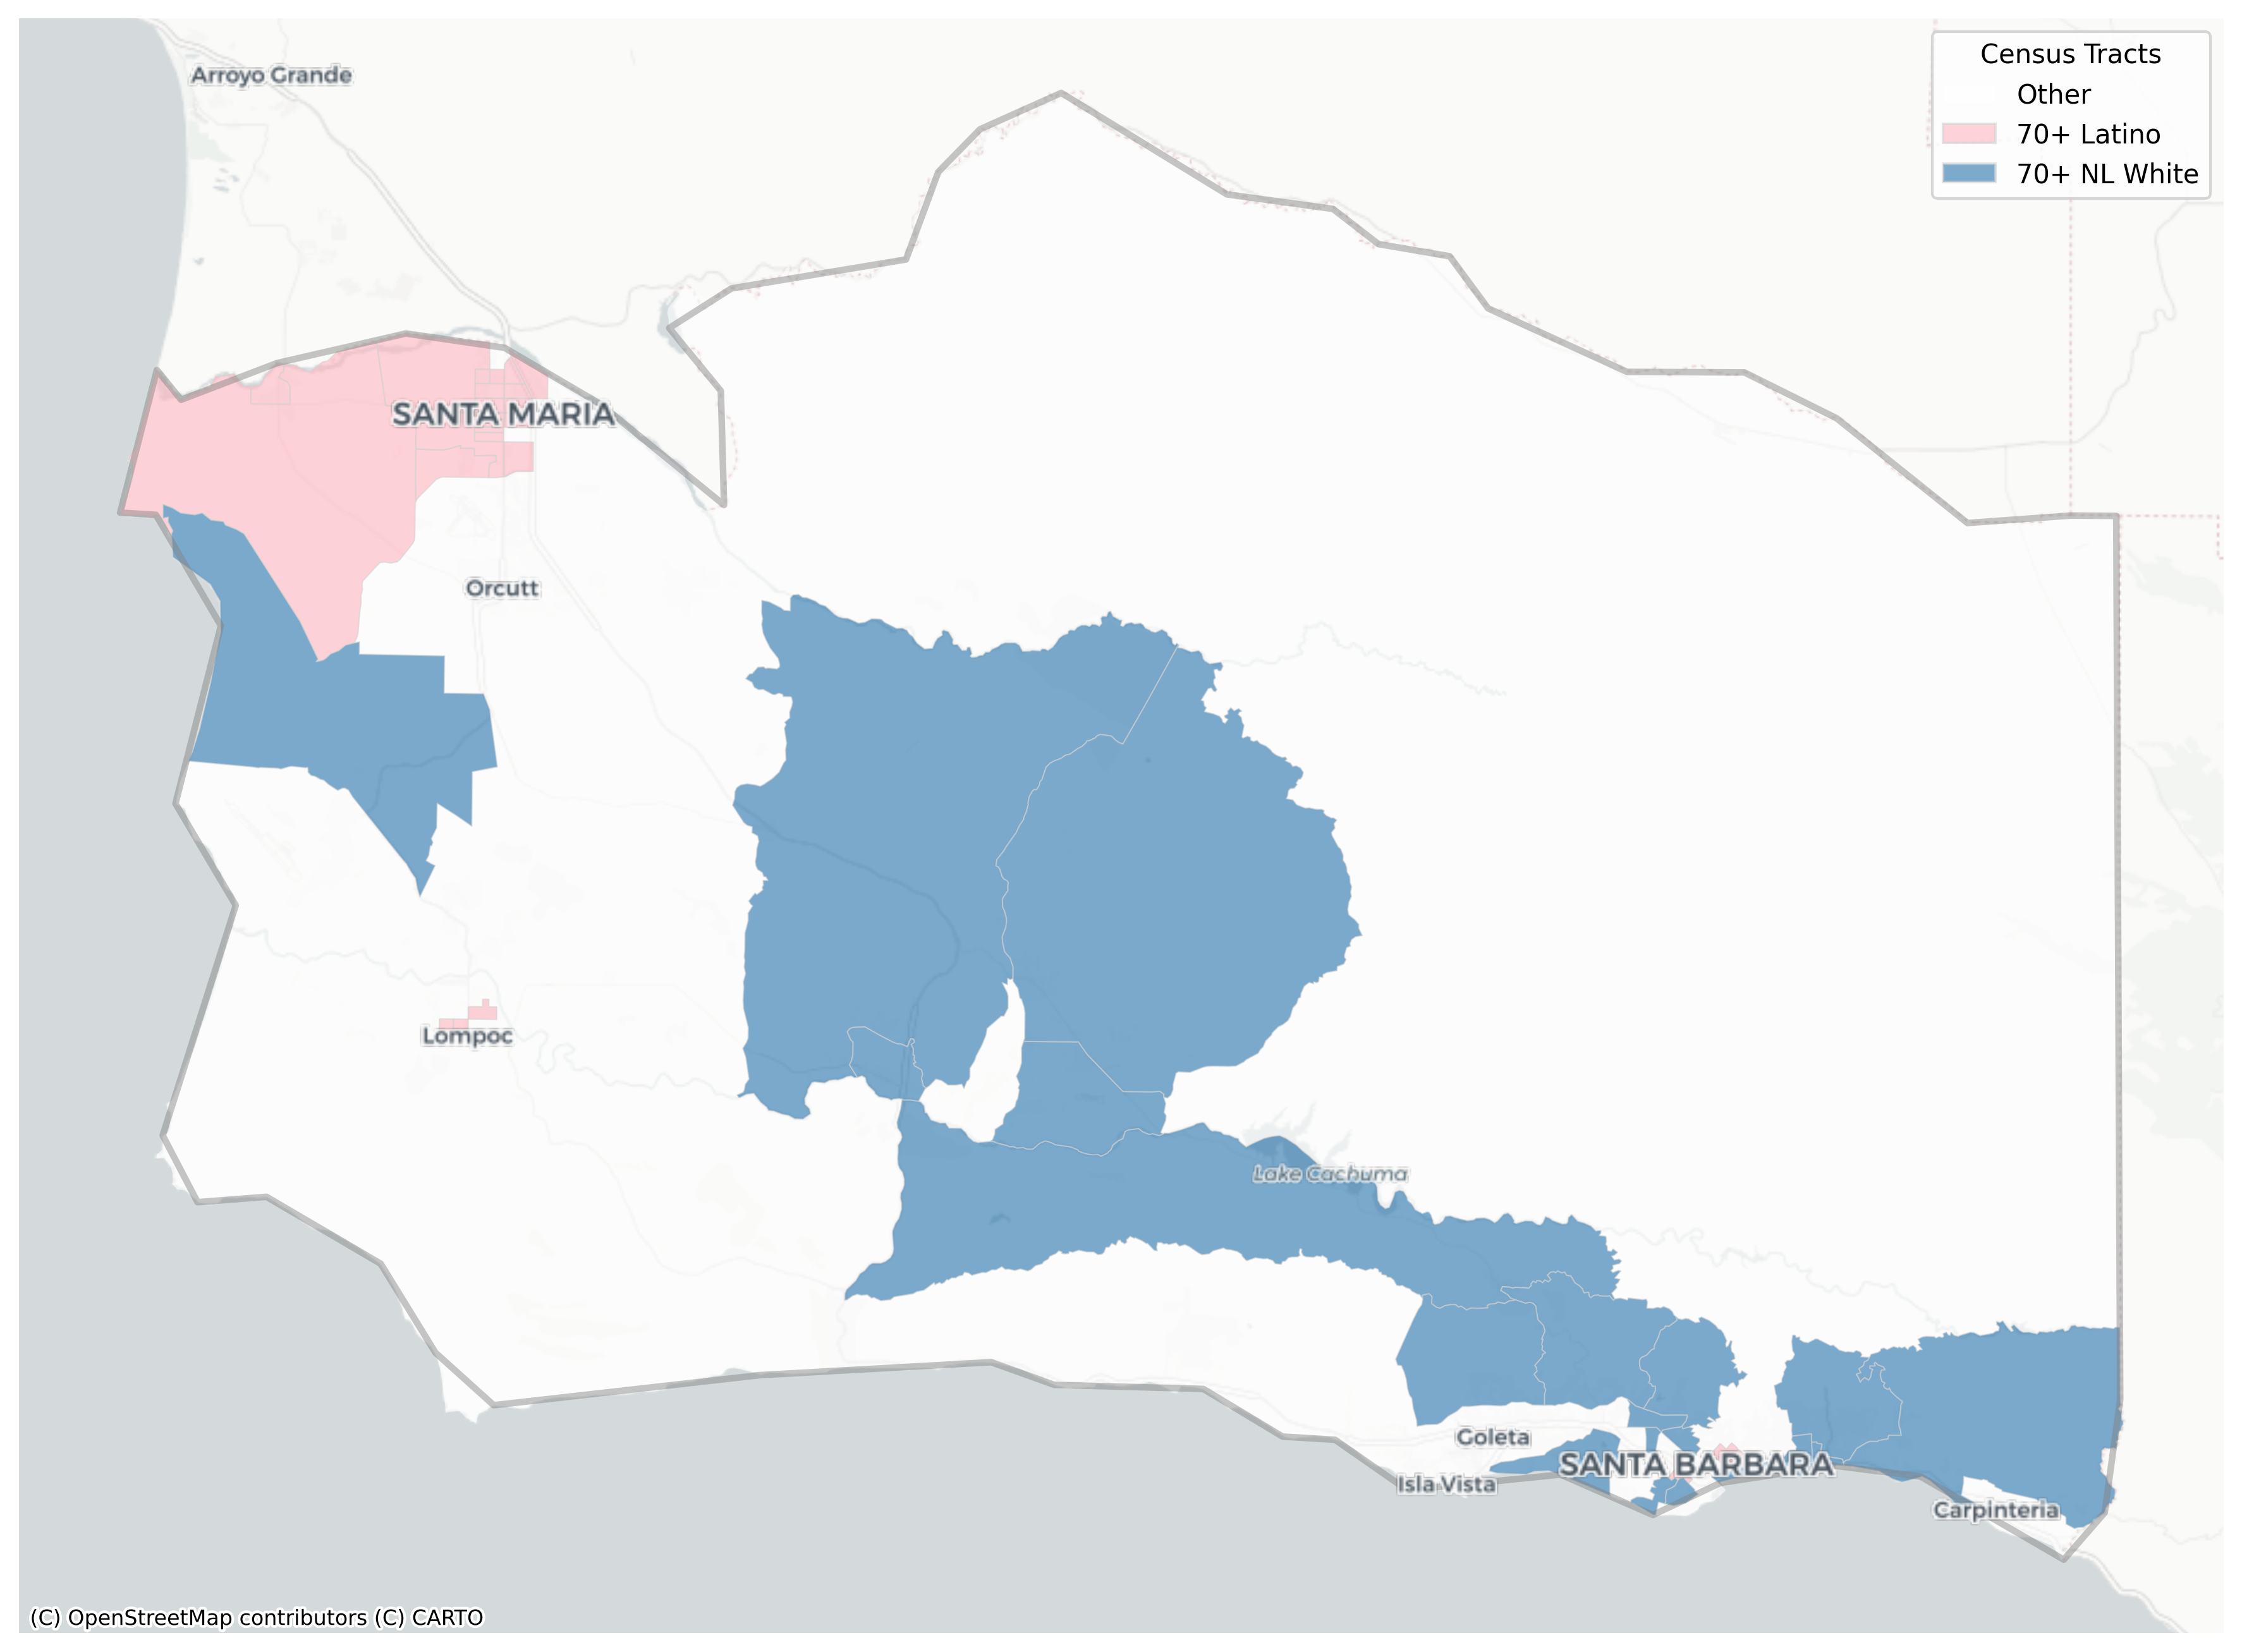 Arroyo Grande
Census Tracts
Other
70+ Latino
70+ NL White
SANTA MARIA
Orcutt
Lompoc
Lake Cachuma
Goleta
SANTA BARBARA
Isla Vista
Carpinteria
(C) OpenStreetMap contributors (C) CARTO